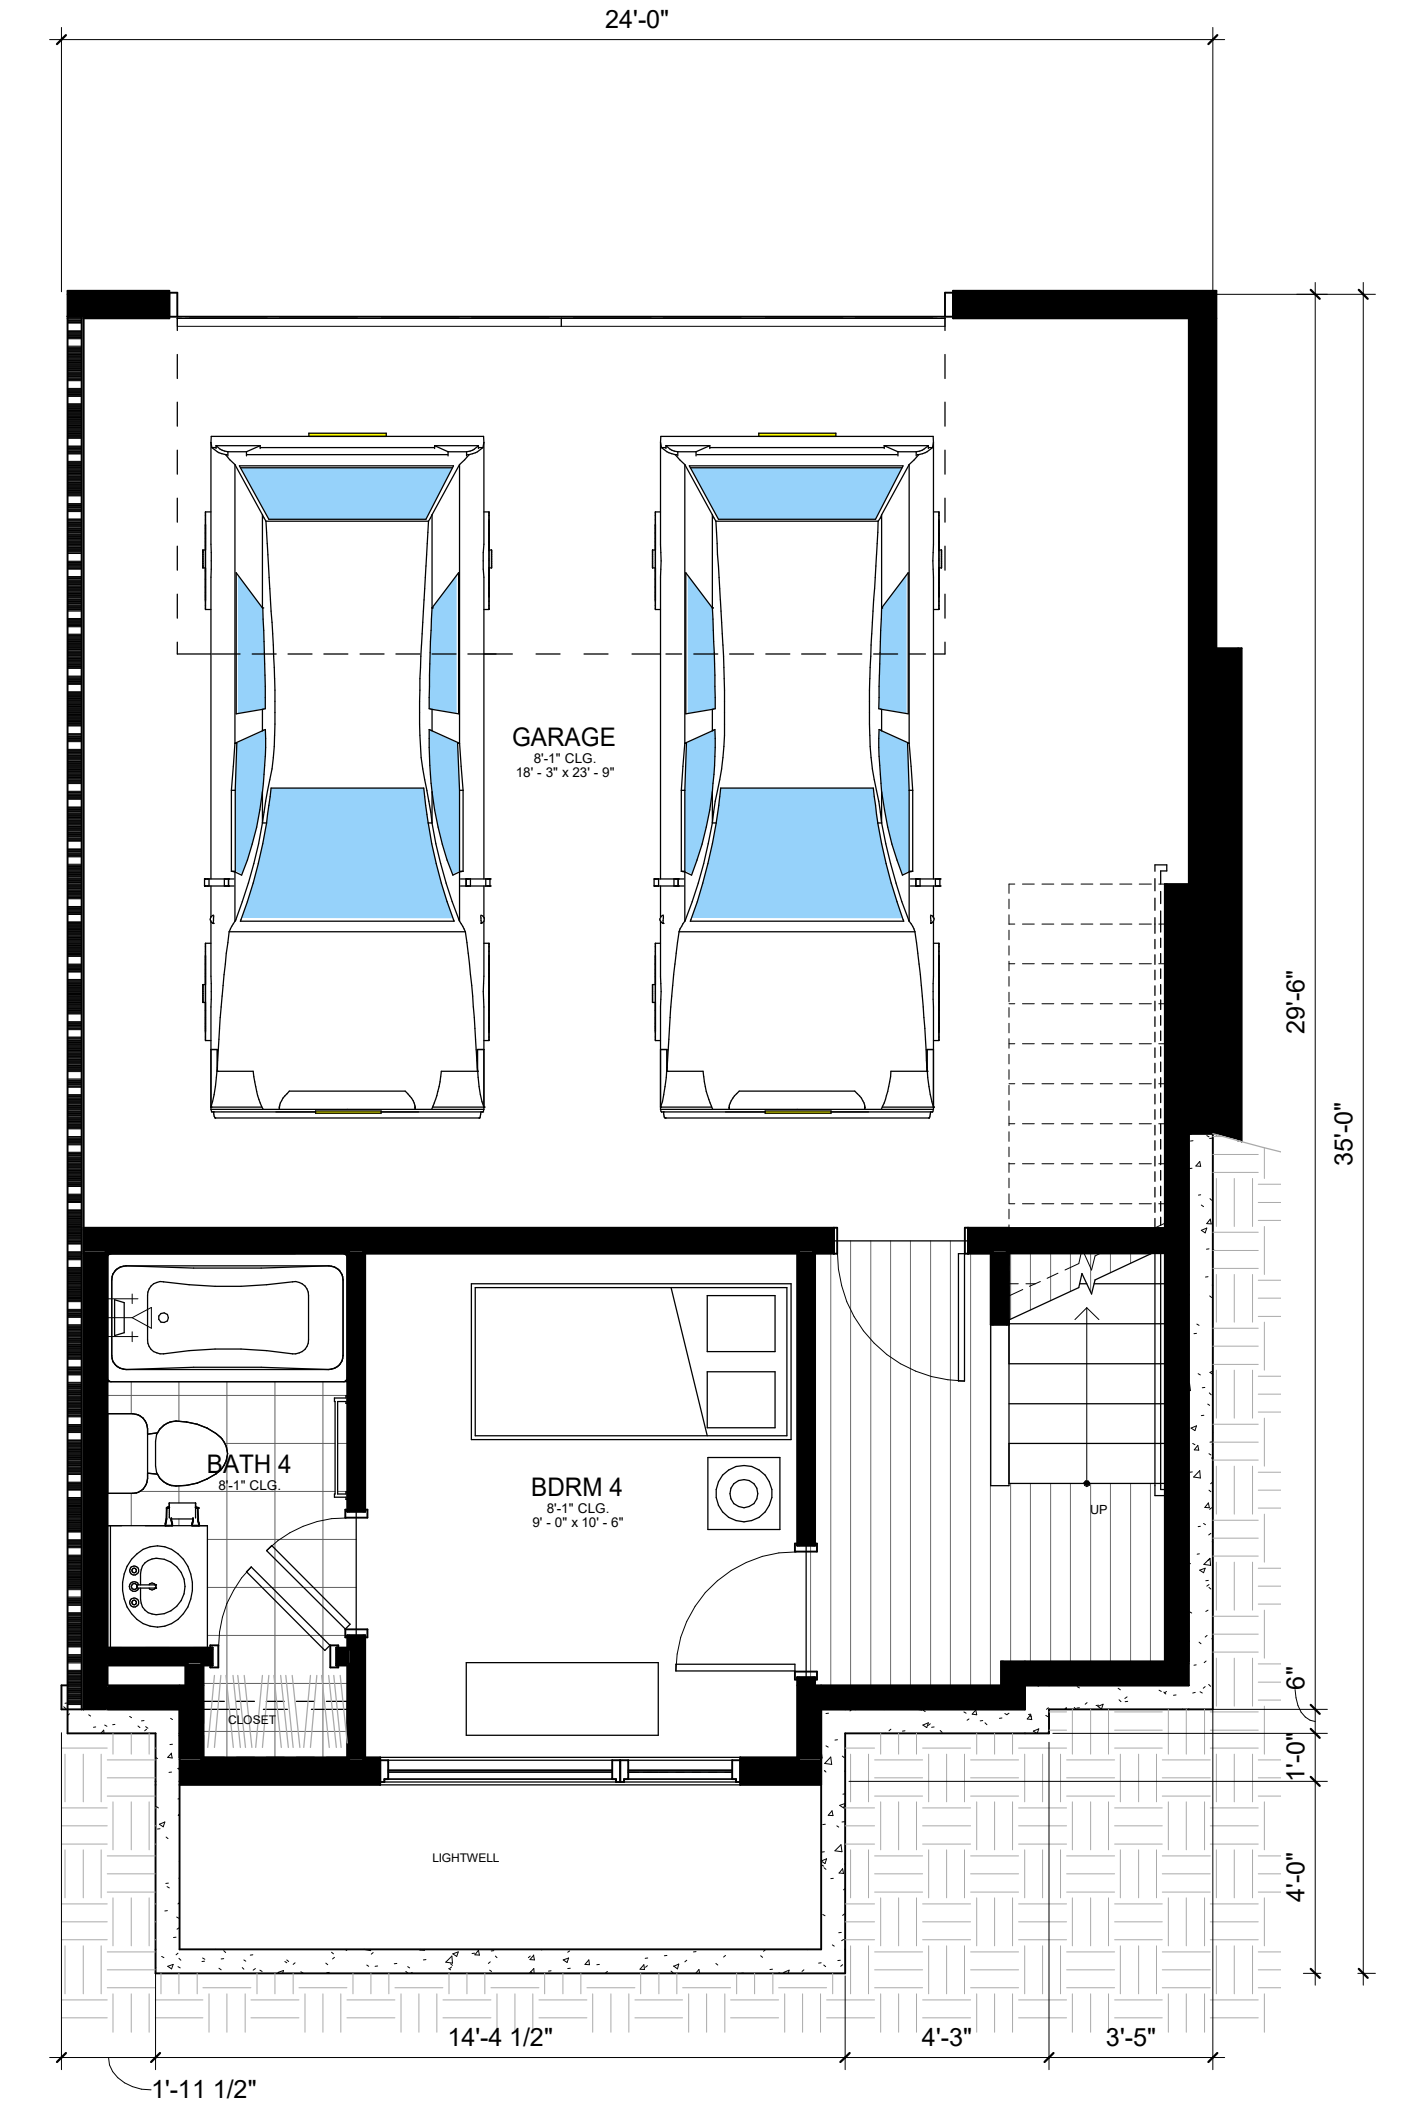 24'-0"
GARAGE
8'-1" CLG.
18' - 3" x 23' - 9"
29'-6"
35'-0"
BATH 4
8'-1" CLG.
BDRM 4
8'-1" CLG.
9' - 0" x 10' - 6"
UP
CLOSET
6"
1'-0"
LIGHTWELL
4'-0"
14'-4 1/2"
4'-3"
3'-5"
1'-11 1/2"